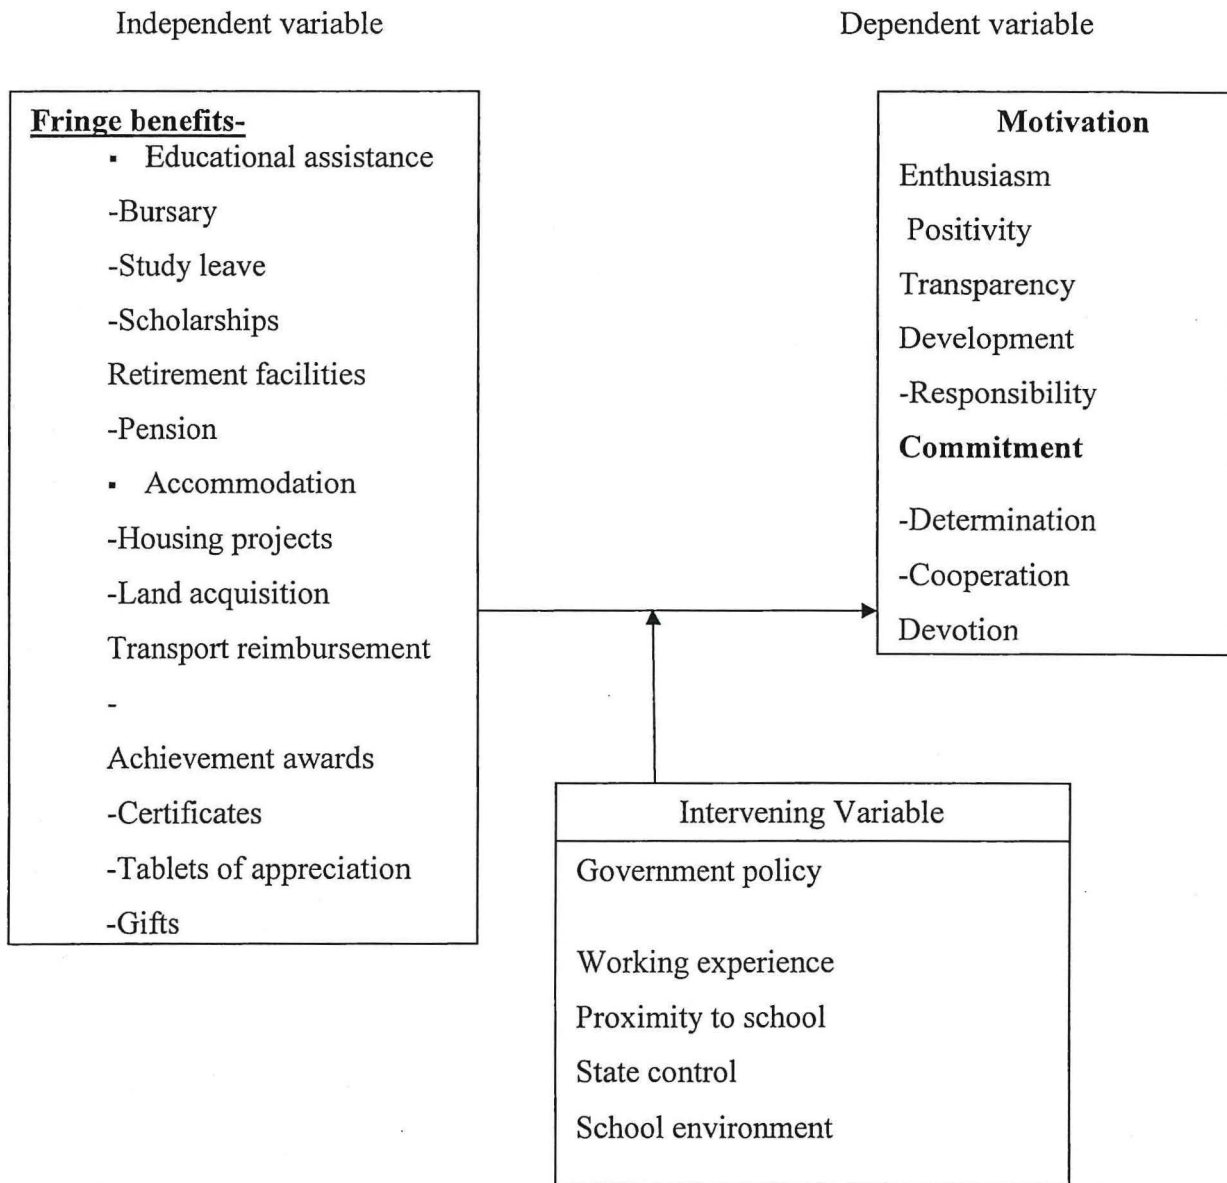 Independent variable
Dependent variable
Fringe benefits-
▪ Educational assistance
-Bursary
-Study leave
-Scholarships
Retirement facilities
-Pension
▪ Accommodation
-Housing projects
-Land acquisition
Transport reimbursement
-
Achievement awards
-Certificates
-Tablets of appreciation
-Gifts
Motivation
Enthusiasm
Positivity
Transparency
Development
-Responsibility
Commitment
-Determination
-Cooperation
Devotion
Intervening Variable
Government policy
Working experience
Proximity to school
State control
School environment